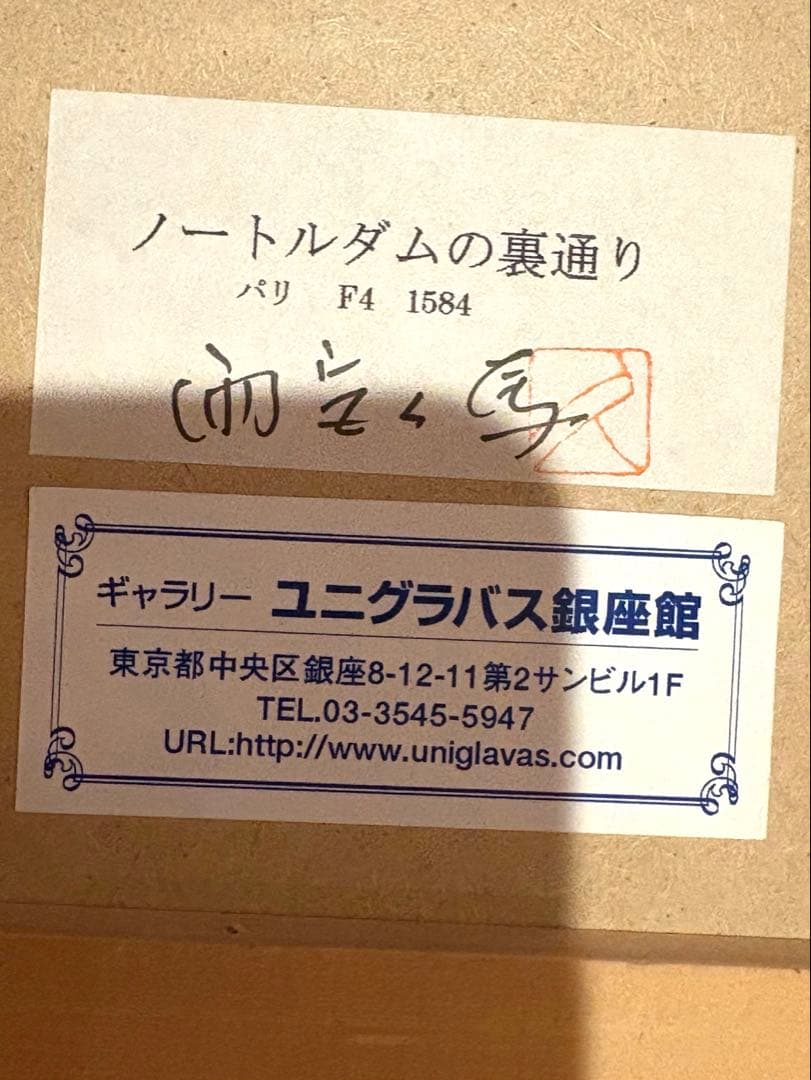 ノートルダムの裏通り
パリ F4 1584
ギャラリー ユニグラバス銀座館
東京都中央区銀座8-12-11第2サンビル1F
TEL.03-3545-5947
URL:http://www.uniglavas.com